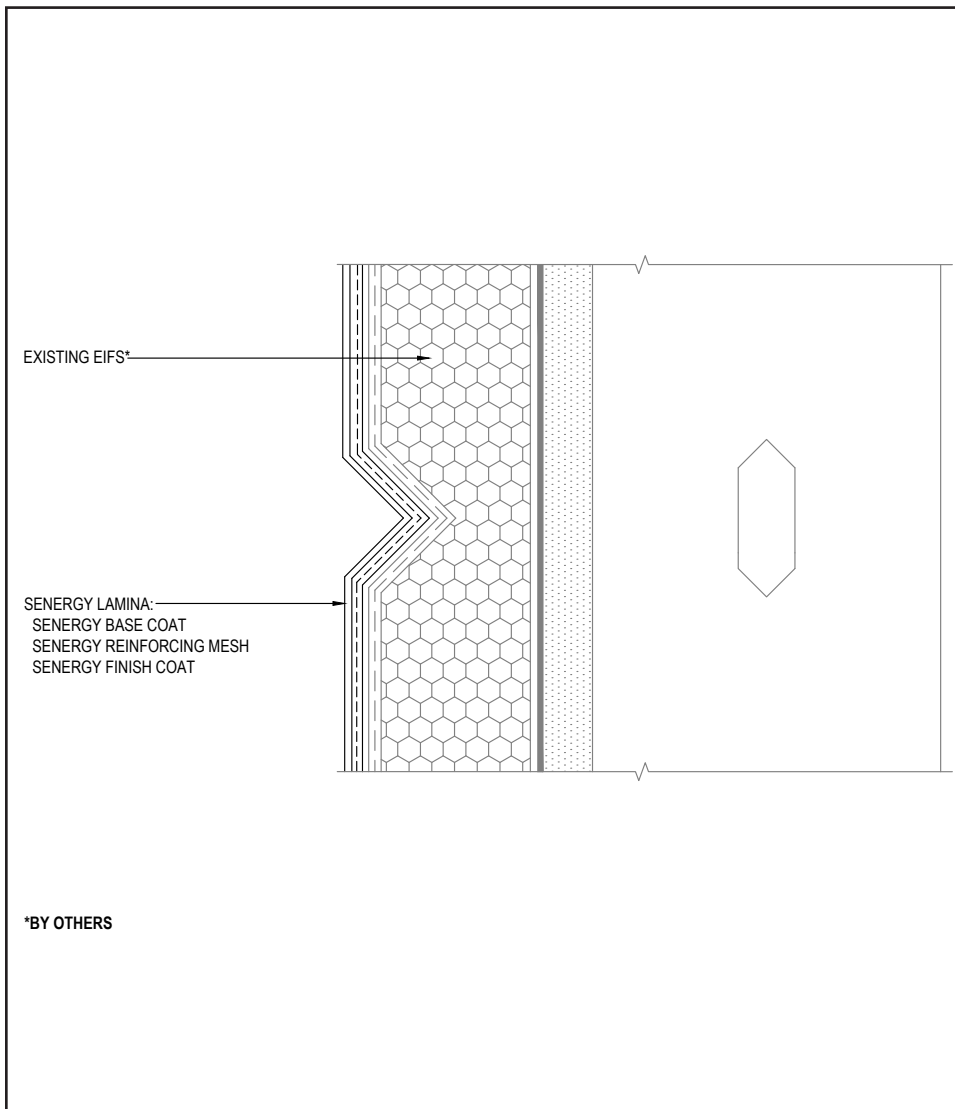 EXISTING EIFS*
SENERGY LAMINA:
SENERGY BASE COAT
SENERGY REINFORCING MESH
SENERGY FINISH COAT
*BY OTHERS